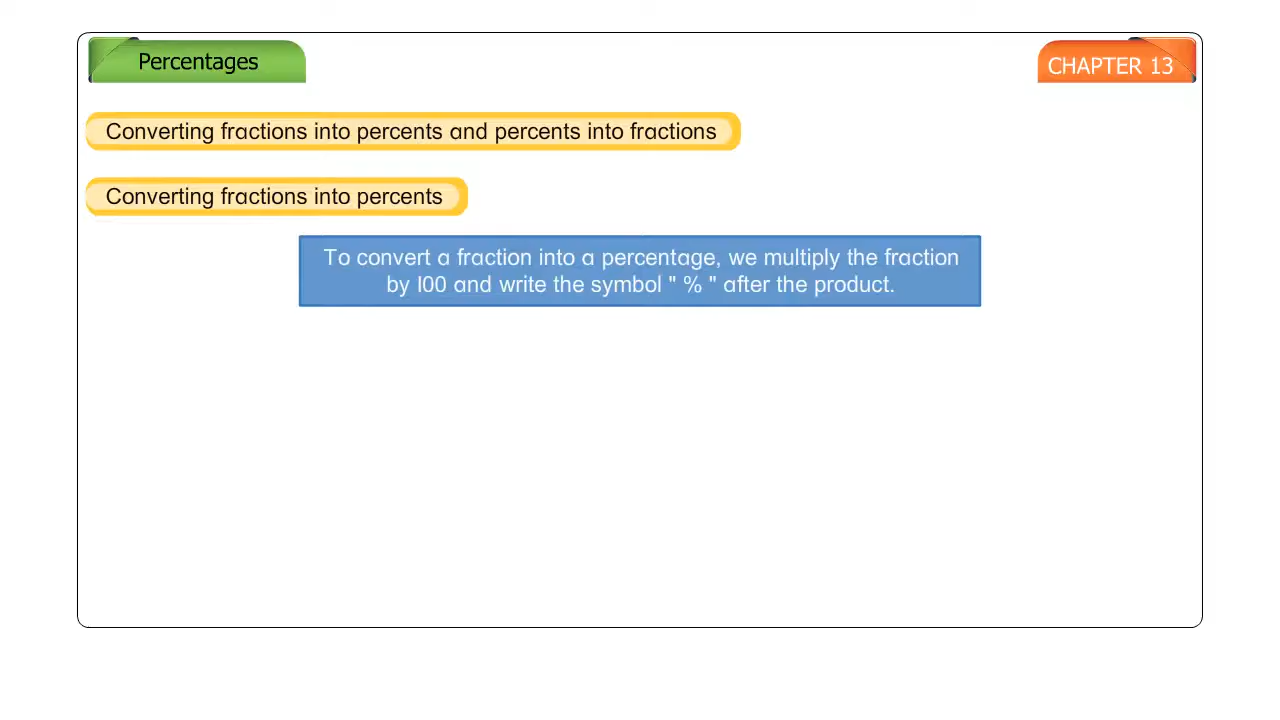 Percentages
CHAPTER 13
Converting fractions into percents and percents into fractions
Converting fractions into percents
To convert a fraction into a percentage, we multiply the fraction
by I00 and write the symbol " % " after the product.